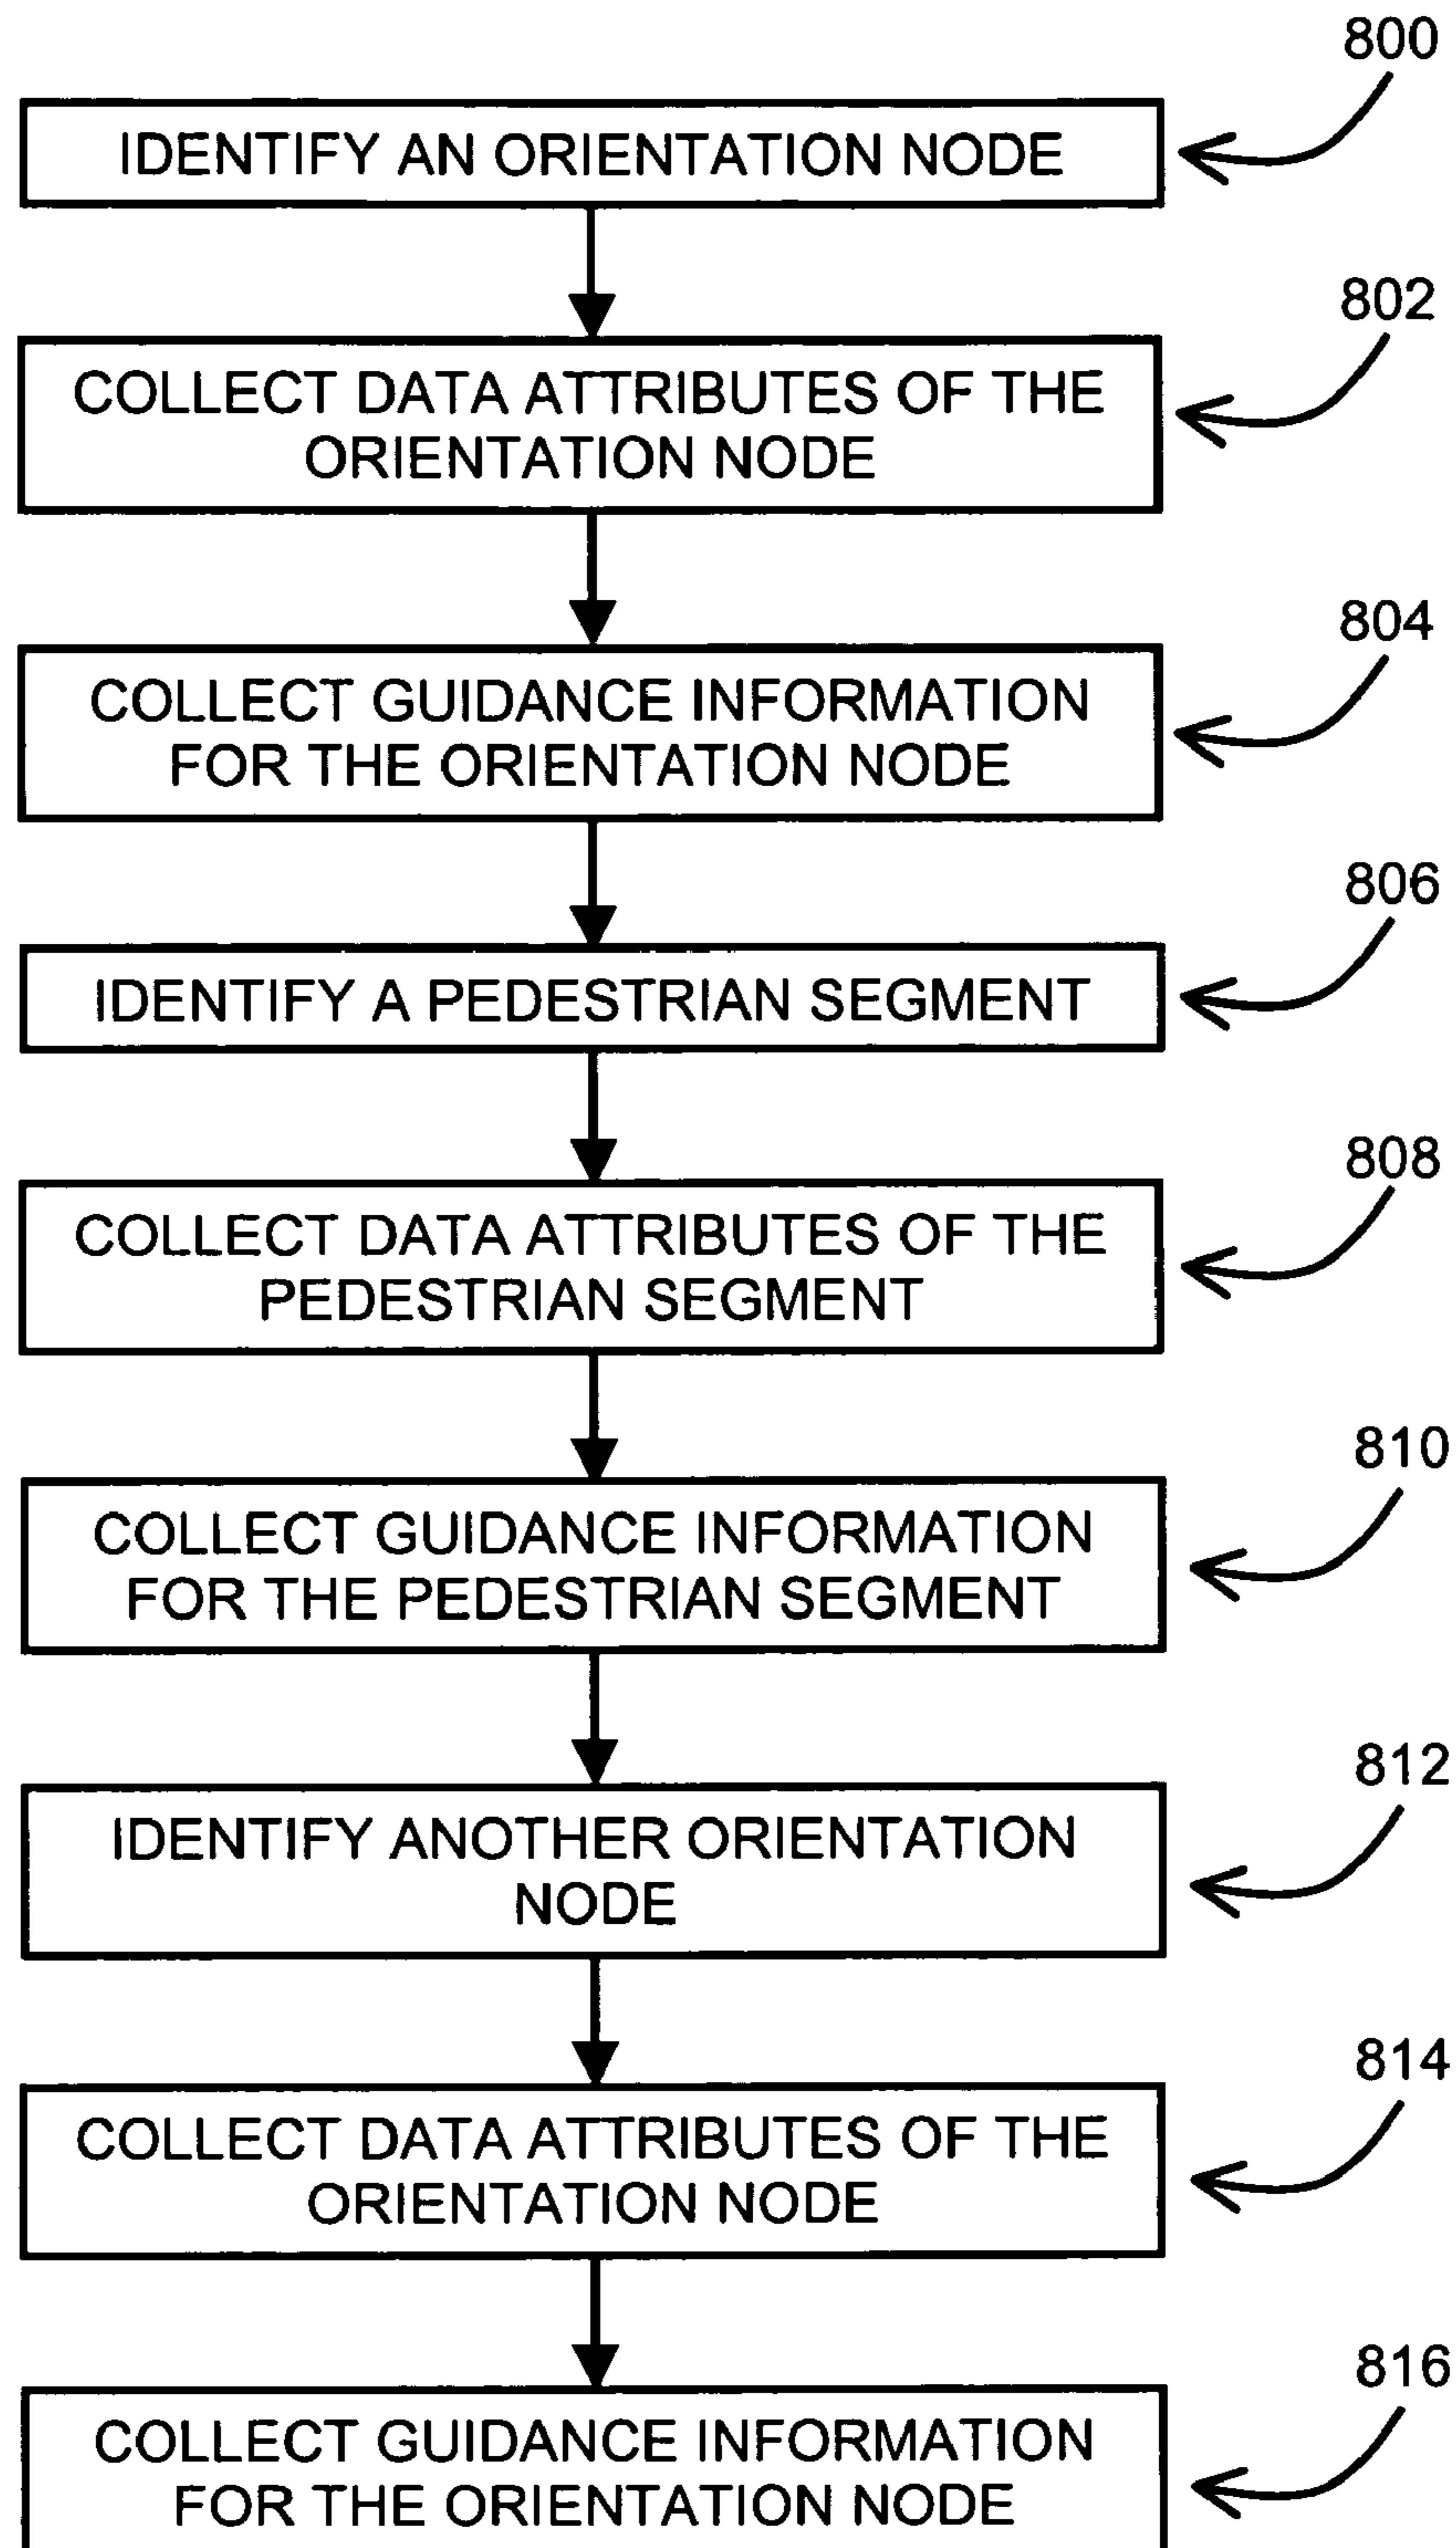 800
IDENTIFY AN ORIENTATION NODE
802
COLLECT DATA ATTRIBUTES OF THE
ORIENTATION NODE
804
COLLECT GUIDANCE INFORMATION
FOR THE ORIENTATION NODE
806
IDENTIFY A PEDESTRIAN SEGMENT
808
COLLECT DATA ATTRIBUTES OF THE
PEDESTRIAN SEGMENT
810
COLLECT GUIDANCE INFORMATION
FOR THE PEDESTRIAN SEGMENT
812
IDENTIFY ANOTHER ORIENTATION
NODE
814
COLLECT DATA ATTRIBUTES OF THE
ORIENTATION NODE
816
COLLECT GUIDANCE INFORMATION
FOR THE ORIENTATION NODE